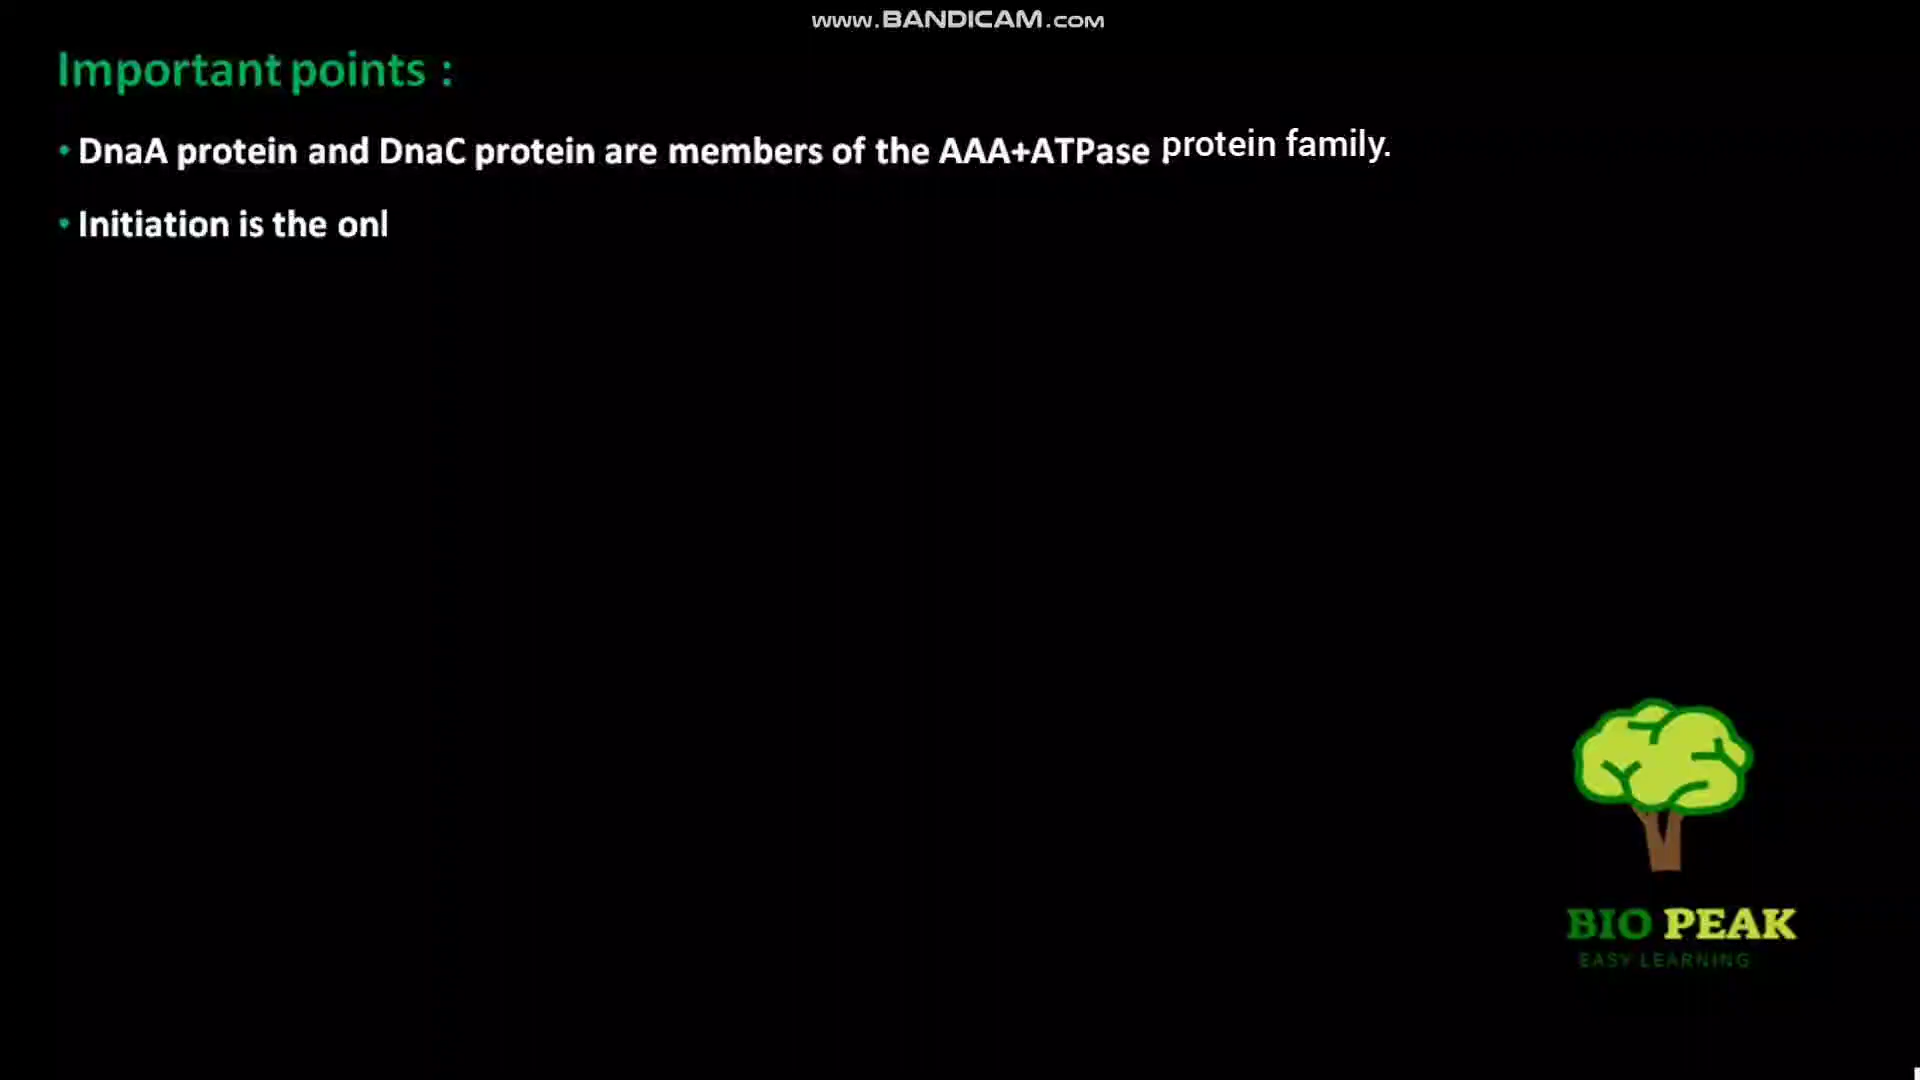 www.BANDICAM.com
Important points :
• DnaA protein and DnaC protein are members of the AAA+ATPase protein family.
• Initiation is the onl
BIO PEAK
EASY LEARNING